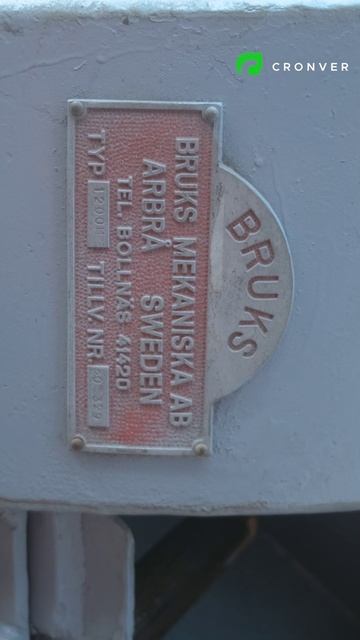 CRONVER
BRUKS
BRUKS MEKANISKA AB
ARBRÅ SWEDEN
TEL. BOLLNÄS 41420
TYP TILLV. NR.